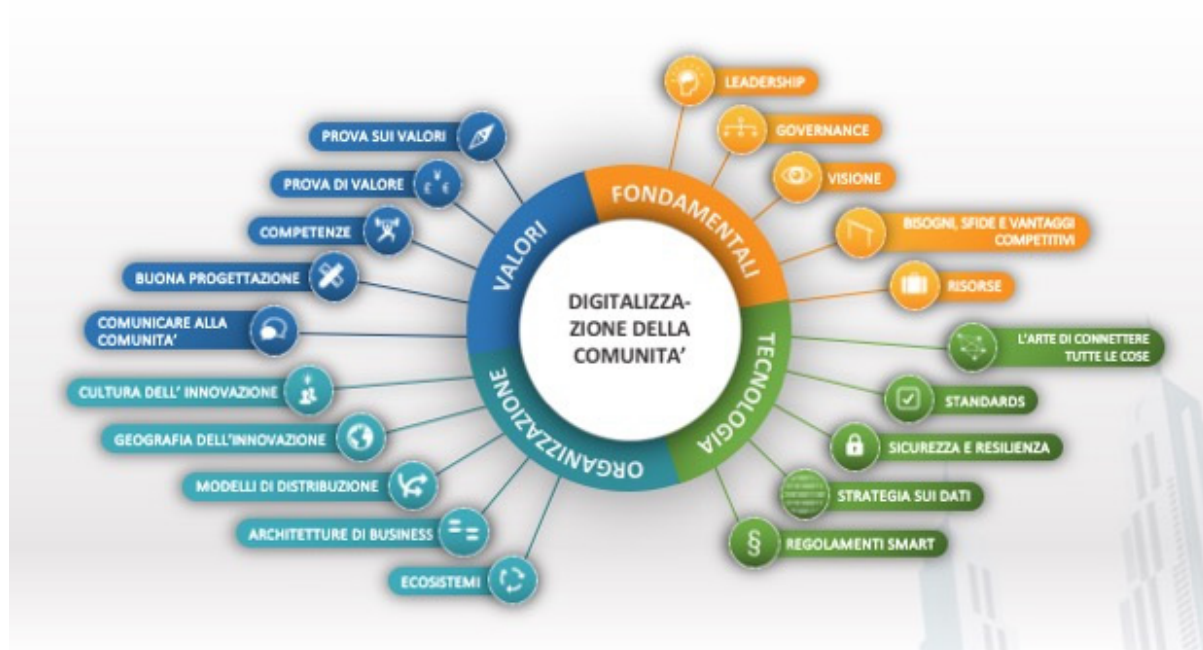 DIGITALIZZA-
ZIONE DELLA
COMUNITA’
FONDAMENTALI
LEADERSHIP
GOVERNANCE
VISIONE
BISOGNI, SFIDE E VANTAGGI
COMPETITIVI
RISORSE
TECNOLOGIA
L'ARTE DI CONNETTERE
TUTTE LE COSE
STANDARDS
SICUREZZA E RESILIENZA
STRATEGIA SUI DATI
§ REGOLAMENTI SMART
ORGANIZZAZIONE
CULTURA DELL’ INNOVAZIONE
GEOGRAFIA DELL'INNOVAZIONE
MODELLI DI DISTRIBUZIONE
ARCHITETTURE DI BUSINESS
ECOSISTEMI
VALORI
PROVA SUI VALORI
PROVA DI VALORE
¥
£ €
COMPETENZE
BUONA PROGETTAZIONE
COMUNICARE ALLA
COMUNITA’